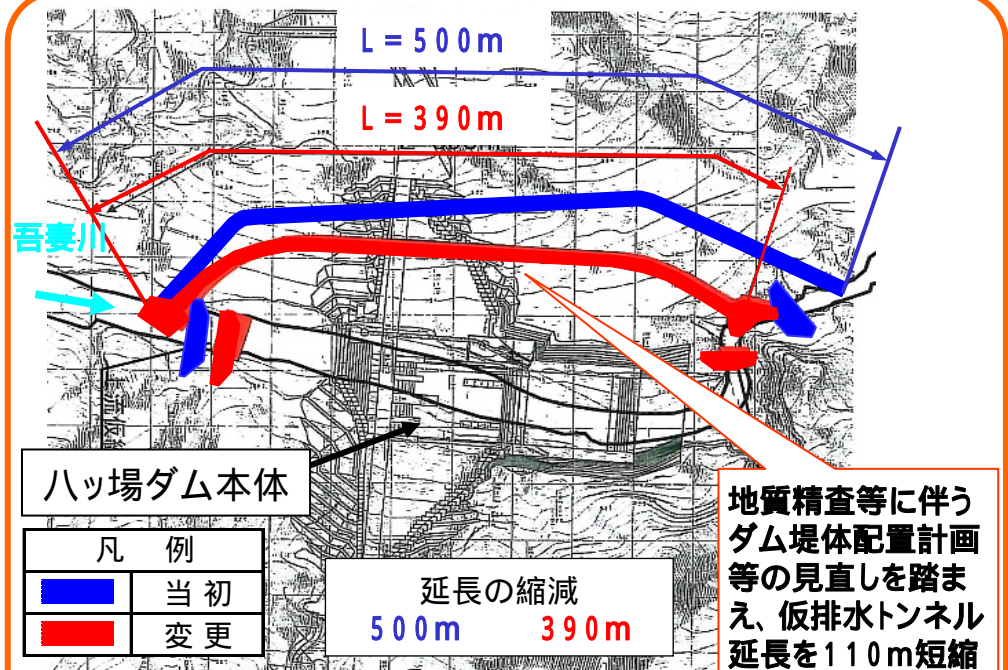 L=500m
L=390m
吾妻川
八ッ場ダム本体
凡 例
当 初
変 更
延長の縮減
500m 390m
地質精査等に伴う
ダム堤体配置計画
等の見直しを踏ま
え、仮排水トンネル
延長を110m短縮